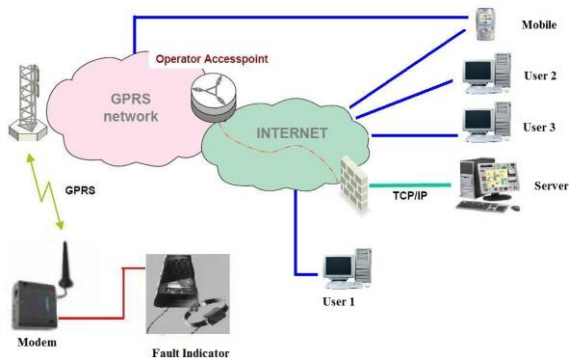 Mobile
Operator Accesspoint
User 2
GPRS
network
INTERNET
User 3
Server
GPRS
TCP/IP
User 1
Modem
Fault Indicator